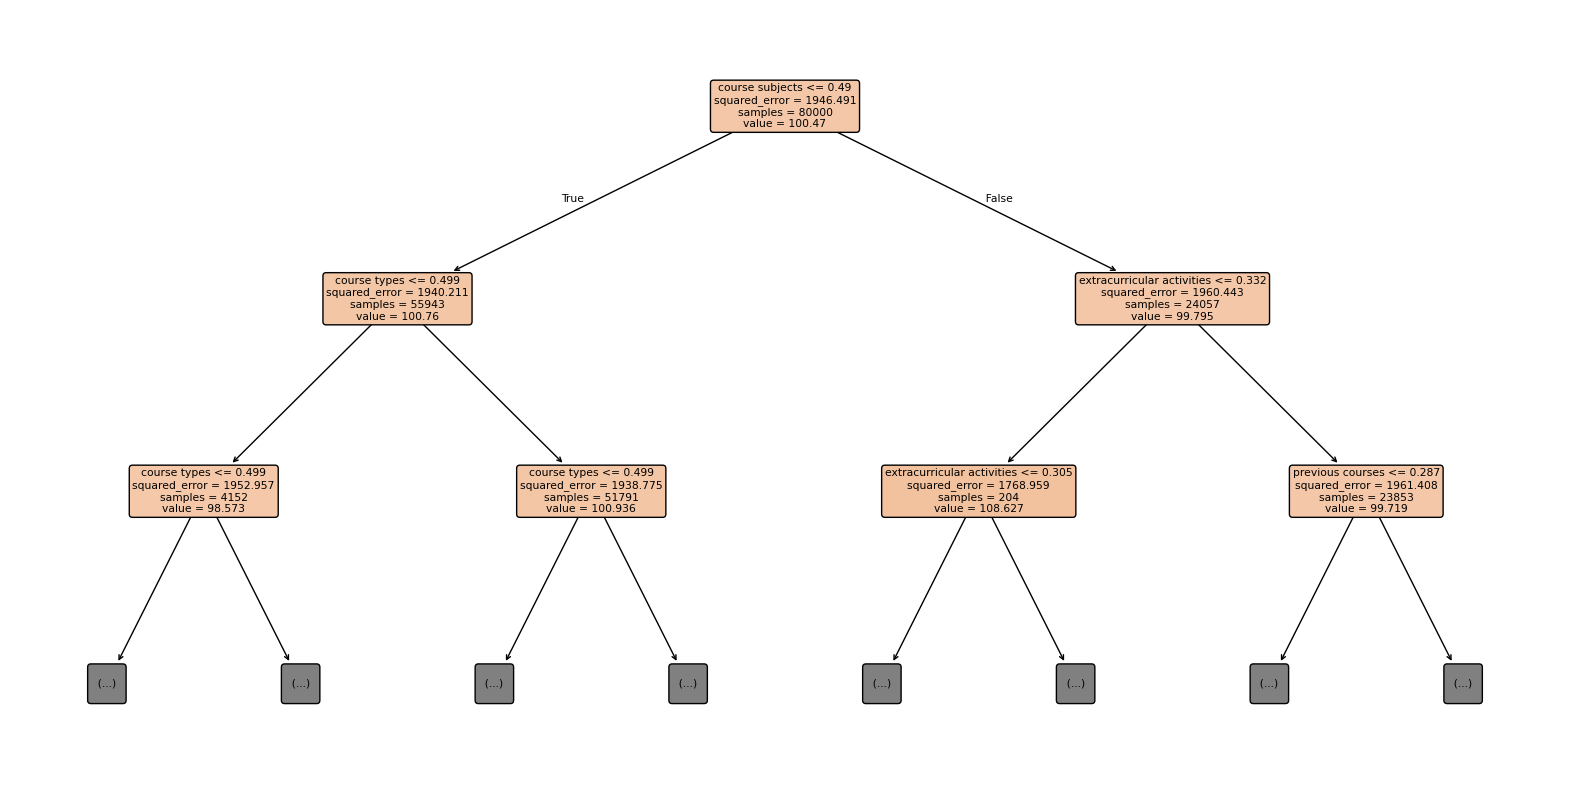 course subjects <= 0.49
squared_error = 1946.491
samples = 80000
value = 100.47
True
False
course types <= 0.499
squared_error = 1940.211
samples = 55943
value = 100.76
extracurricular activities <= 0.332
squared_error = 1960.443
samples = 24057
value = 99.795
course types <= 0.499
squared_error = 1952.957
samples = 4152
value = 98.573
course types <= 0.499
squared_error = 1938.775
samples = 51791
value = 100.936
extracurricular activities <= 0.305
squared_error = 1768.959
samples = 204
value = 108.627
previous courses <= 0.287
squared_error = 1961.408
samples = 23853
value = 99.719
(...)
(...)
(...)
(...)
(...)
(...)
(...)
(...)